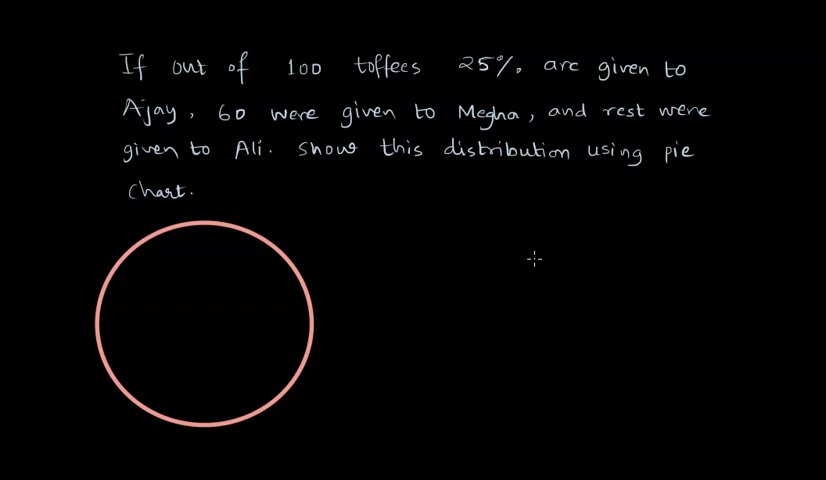 If out of 100 toffees 25% are given to
Ajay, 60 were given to Megha, and rest were
given to Ali. Show this distribution using pie
chart.